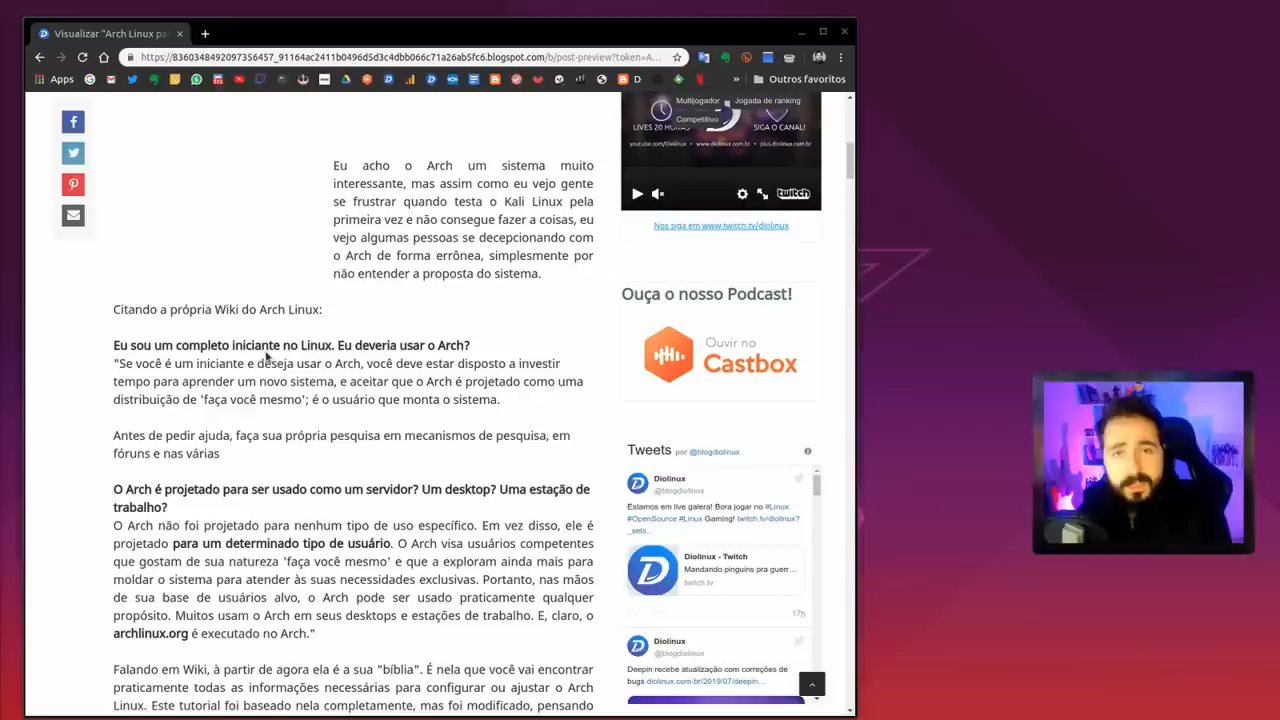 Visualizar "Arch Linux pa
https://8360348492097356457_91164ac2411b0496d5d3c4dbb066c71a26ab5fc6.blogspot.com/b/post-preview?token=A...
Apps
D
»
Outros favoritos
Multijogador
Jogada de ranking
Competitivo
LIVES 20 HORAS
SIGA O CANAL!
youtube.com/Diolinux • www.diolinux.com.br • plus.diolinux.com.br
twitch
Nos siga em www.twitch.tv/diolinux
Eu acho o Arch um sistema muito
interessante, mas assim como eu vejo gente
se frustrar quando testa o Kali Linux pela
primeira vez e não consegue fazer a coisas, eu
vejo algumas pessoas se decepcionando com
o Arch de forma errônea, simplesmente por
não entender a proposta do sistema.
Citando a própria Wiki do Arch Linux:
Eu sou um completo iniciante no Linux. Eu deveria usar o Arch?
"Se você é um iniciante e deseja usar o Arch, você deve estar disposto a investir
tempo para aprender um novo sistema, e aceitar que o Arch é projetado como uma
distribuição de 'faça você mesmo'; é o usuário que monta o sistema.
Antes de pedir ajuda, faça sua própria pesquisa em mecanismos de pesquisa, em
fóruns e nas várias
O Arch é projetado para ser usado como um servidor? Um desktop? Uma estação de
trabalho?
O Arch não foi projetado para nenhum tipo de uso específico. Em vez disso, ele é
projetado para um determinado tipo de usuário. O Arch visa usuários competentes
que gostam de sua natureza 'faça você mesmo' e que a exploram ainda mais para
moldar o sistema para atender às suas necessidades exclusivas. Portanto, nas mãos
de sua base de usuários alvo, o Arch pode ser usado praticamente qualquer
propósito. Muitos usam o Arch em seus desktops e estações de trabalho. E, claro, o
archlinux.org é executado no Arch."
Falando em Wiki, à partir de agora ela é a sua "bíblia". É nela que você vai encontrar
praticamente todas as informações necessárias para configurar ou ajustar o Arch
Linux. Este tutorial foi baseado nela completamente, mas foi modificado, pensando
Ouça o nosso Podcast!
Ouvir no
Castbox
Tweets por @blogdiolinux
Diolinux
@blogdiolinux
Estamos em live galera! Bora jogar no #Linux
#OpenSource #Linux Gaming! twitch.tv/diolinux?
_sets...
Diolinux - Twitch
Mandando pinguins pra guerr...
twitch.tv
17h
Diolinux
@blogdiolinux
Deepin recebe atualização com correções de
bugs diolinux.com.br/2019/07/deepin...